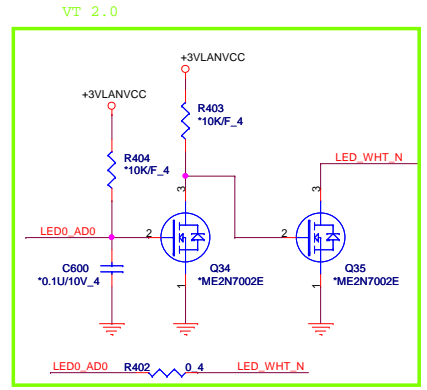 VT 2.0
+3VLANVCC
+3VLANVCC
R403
*10K/F_4
R404
*10K/F_4
LED_WHT_N
3
3
LED0_AD0
2
2
Q34
*ME2N7002E
Q35
*ME2N7002E
C600
*0.1U/10V_4
1
1
LED0_AD0
R402
0_4
LED_WHT_N